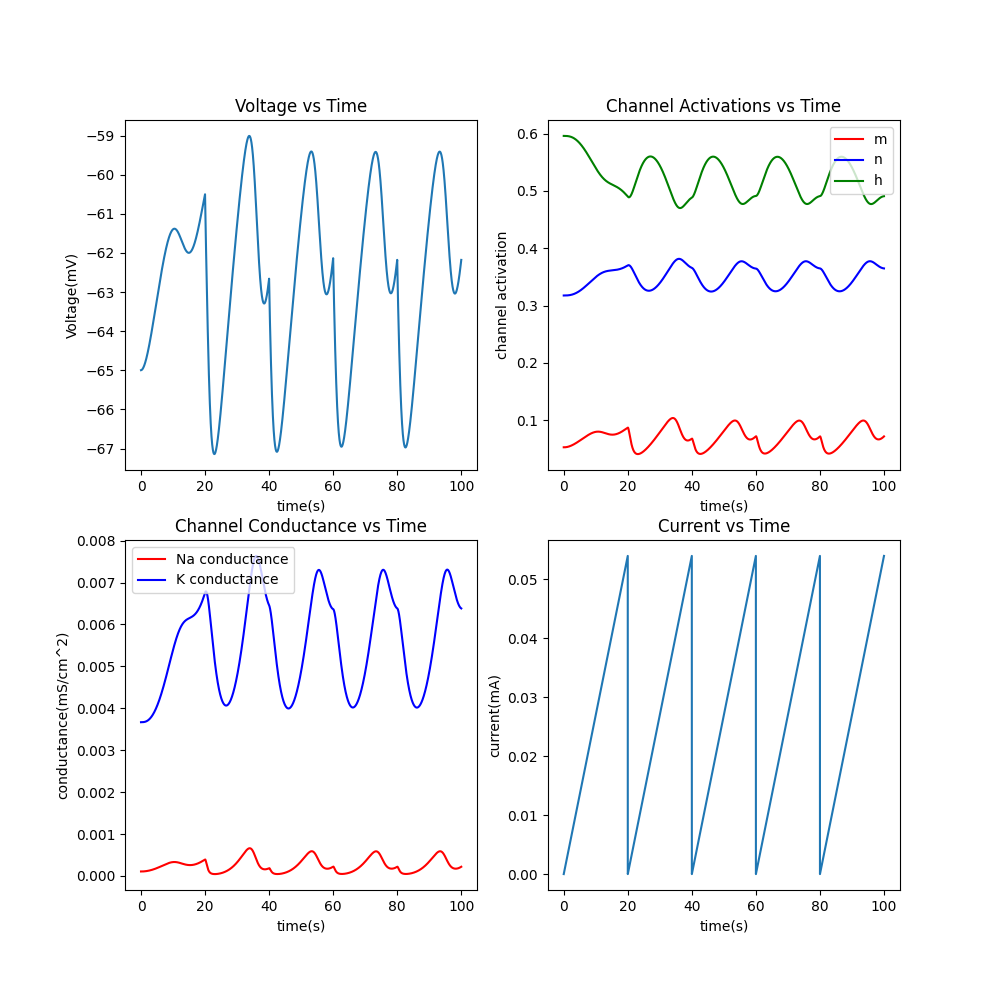 Voltage vs Time
−59
−60
−61
−62
−63
−64
−65
−66
−67
Voltage(mV)
0 20 40 60 80 100
time(s)
Channel Activations vs Time
0.6
0.5
0.4
0.3
0.2
0.1
channel activation
m
n
h
0 20 40 60 80 100
time(s)
Channel Conductance vs Time
0.008
0.007
0.006
0.005
0.004
0.003
0.002
0.001
0.000
conductance(mS/cm^2)
Na conductance
K conductance
0 20 40 60 80 100
time(s)
Current vs Time
0.05
0.04
0.03
0.02
0.01
0.00
current(mA)
0 20 40 60 80 100
time(s)